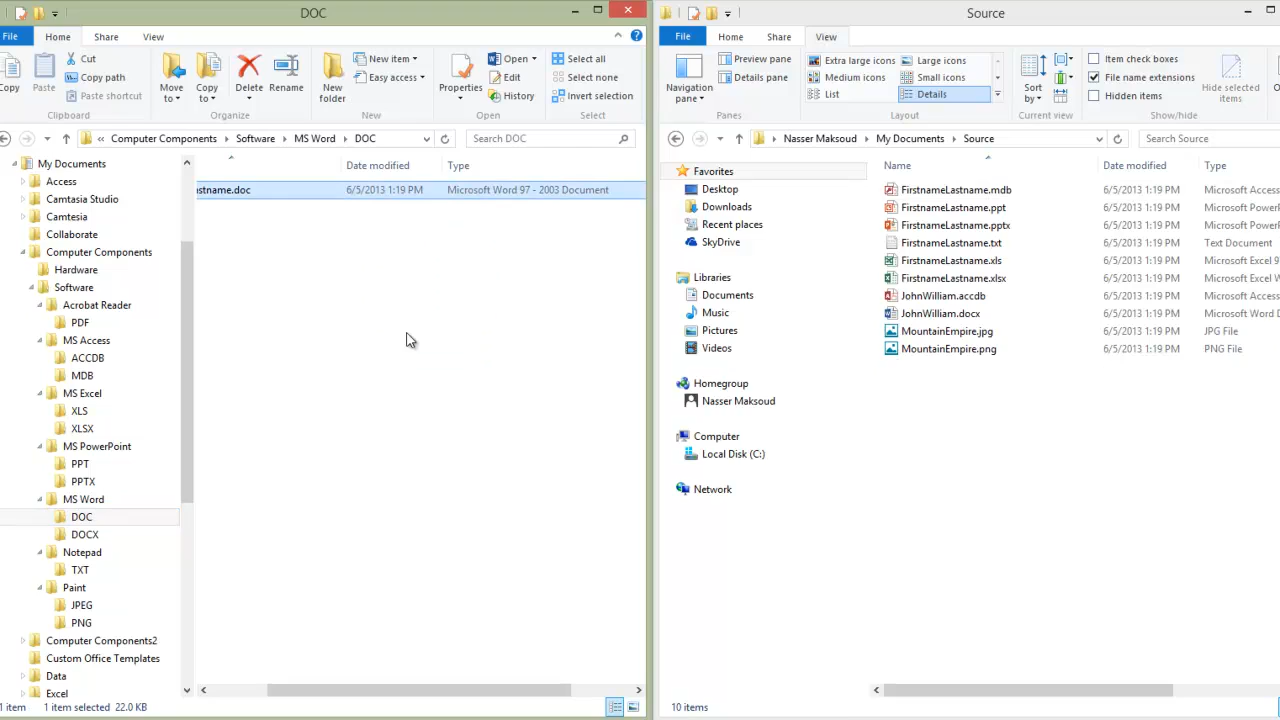 DOC
File Home Share View
Copy
Paste
Cut
Copy path
Paste shortcut
Clipboard
Move to
Copy to
Delete
Rename
Organize
New folder
New item
Easy access
New
Properties
Open
Edit
History
Open
Select all
Select none
Invert selection
Select
« Computer Components Software MS Word DOC
Search DOC
Date modified Type
stname.doc 6/5/2013 1:19 PM Microsoft Word 97 - 2003 Document
My Documents
Access
Camtasia Studio
Camtesia
Collaborate
Computer Components
Hardware
Software
Acrobat Reader
PDF
MS Access
ACCDB
MDB
MS Excel
XLS
XLSX
MS PowerPoint
PPT
PPTX
MS Word
DOC
DOCX
Notepad
TXT
Paint
JPEG
PNG
Computer Components2
Custom Office Templates
Data
Excel
1 item 1 item selected 22.0 KB
Source
File Home Share View
Navigation pane
Preview pane
Details pane
Panes
Extra large icons Large icons
Medium icons Small icons
List Details
Layout
Sort by
Current view
Item check boxes
File name extensions
Hidden items
Hide selected items
Show/hide
Nasser Maksoud My Documents Source
Search Source
Favorites
Desktop
Downloads
Recent places
SkyDrive
Libraries
Documents
Music
Pictures
Videos
Homegroup
Nasser Maksoud
Computer
Local Disk (C:)
Network
Name Date modified Type
FirstnameLastname.mdb 6/5/2013 1:19 PM Microsoft Access
FirstnameLastname.ppt 6/5/2013 1:19 PM Microsoft PowerP
FirstnameLastname.pptx 6/5/2013 1:19 PM Microsoft PowerP
FirstnameLastname.txt 6/5/2013 1:19 PM Text Document
FirstnameLastname.xls 6/5/2013 1:19 PM Microsoft Excel 9
FirstnameLastname.xlsx 6/5/2013 1:19 PM Microsoft Excel W
JohnWilliam.accdb 6/5/2013 1:19 PM Microsoft Access
JohnWilliam.docx 6/5/2013 1:19 PM Microsoft Word D
MountainEmpire.jpg 6/5/2013 1:19 PM JPG File
MountainEmpire.png 6/5/2013 1:19 PM PNG File
10 items